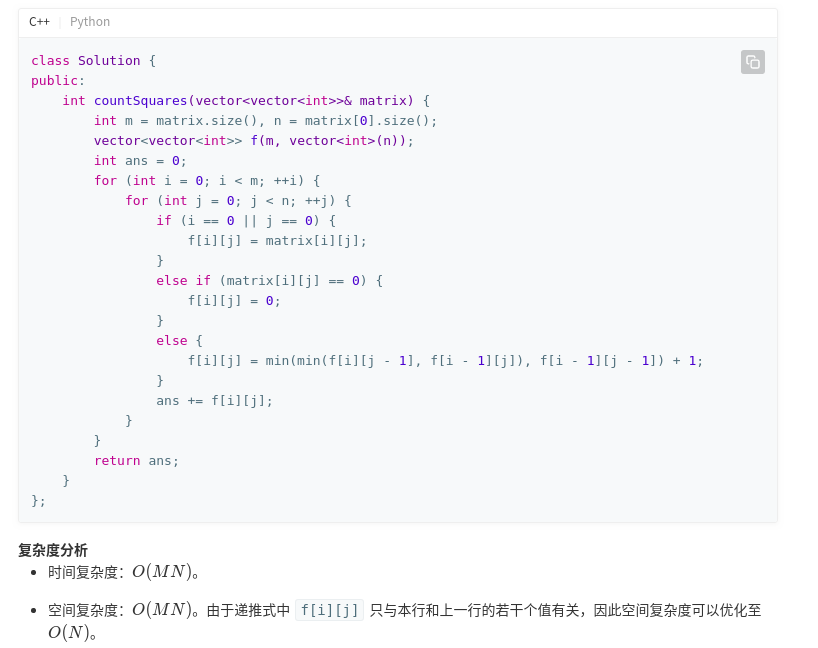 C++ | Python
class Solution {
public:
    int countSquares(vector<vector<int>>& matrix) {
        int m = matrix.size(), n = matrix[0].size();
        vector<vector<int>> f(m, vector<int>(n));
        int ans = 0;
        for (int i = 0; i < m; ++i) {
            for (int j = 0; j < n; ++j) {
                if (i == 0 || j == 0) {
                    f[i][j] = matrix[i][j];
                }
                else if (matrix[i][j] == 0) {
                    f[i][j] = 0;
                }
                else {
                    f[i][j] = min(min(f[i][j - 1], f[i - 1][j]), f[i - 1][j - 1]) + 1;
                }
                ans += f[i][j];
            }
        }
        return ans;
    }
};
复杂度分析
• 时间复杂度：O(MN)。
• 空间复杂度：O(MN)。由于递推式中 f[i][j] 只与本行和上一行的若干个值有关，因此空间复杂度可以优化至
O(N)。